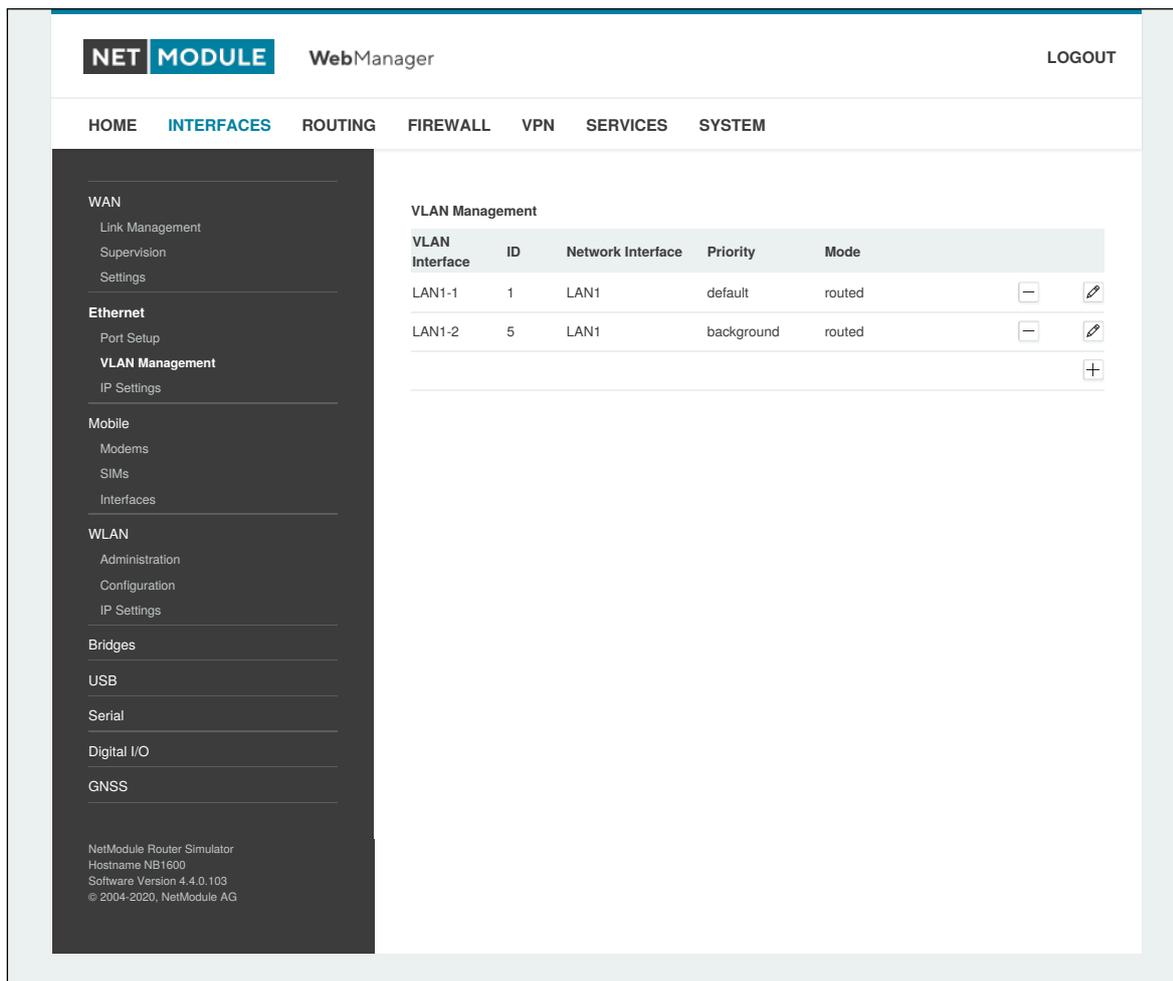 NET MODULE WebManager LOGOUT
HOME INTERFACES ROUTING FIREWALL VPN SERVICES SYSTEM
WAN
Link Management
Supervision
Settings
Ethernet
Port Setup
VLAN Management
IP Settings
Mobile
Modems
SIMs
Interfaces
WLAN
Administration
Configuration
IP Settings
Bridges
USB
Serial
Digital I/O
GNSS
NetModule Router Simulator
Hostname NB1600
Software Version 4.4.0.103
© 2004-2020, NetModule AG
VLAN Management
VLAN
Interface ID Network Interface Priority Mode
LAN1-1 1 LAN1 default routed
LAN1-2 5 LAN1 background routed